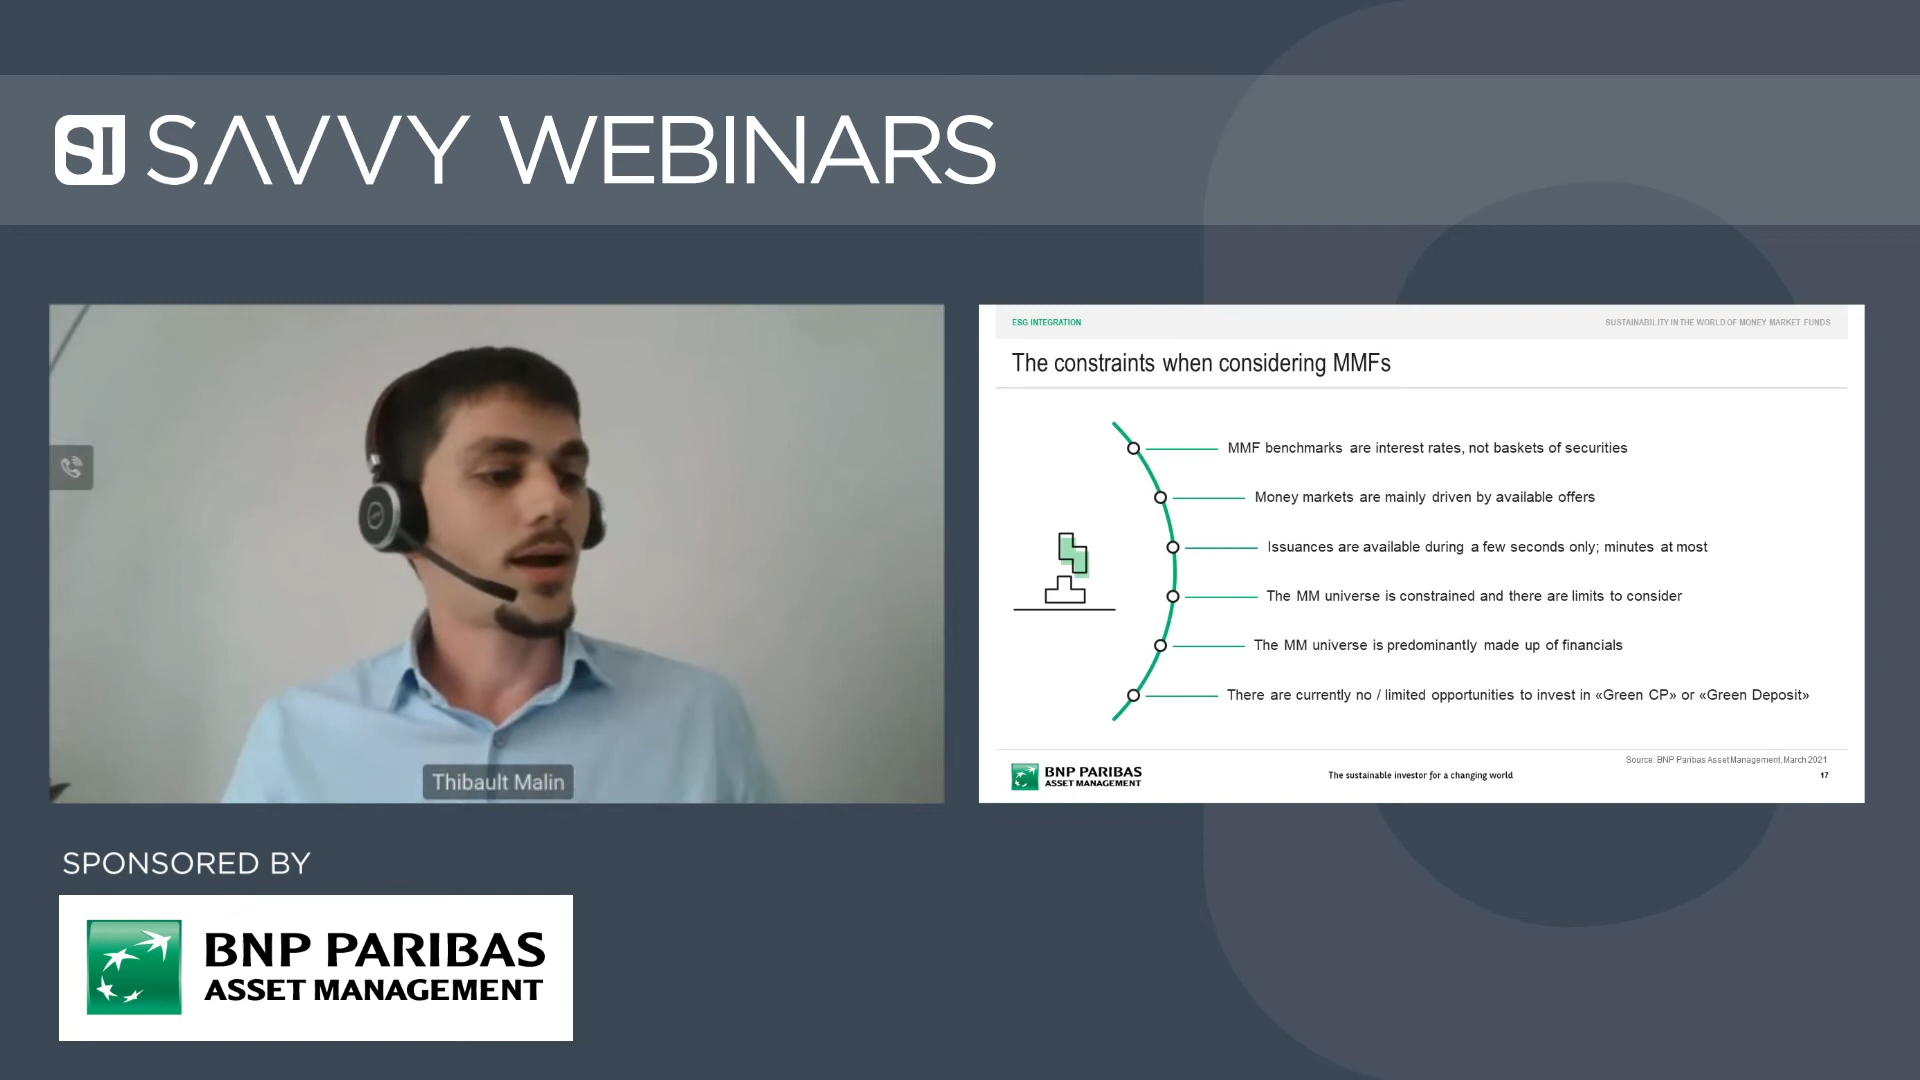 SI SAVVY WEBINARS
Thibault Malin
ESG INTEGRATION
SUSTAINABILITY IN THE WORLD OF MONEY MARKET FUNDS
The constraints when considering MMFs
MMF benchmarks are interest rates, not baskets of securities
Money markets are mainly driven by available offers
Issuances are available during a few seconds only; minutes at most
The MM universe is constrained and there are limits to consider
The MM universe is predominantly made up of financials
There are currently no / limited opportunities to invest in «Green CP» or «Green Deposit»
Source: BNP Paribas Asset Management, March 2021
BNP PARIBAS
ASSET MANAGEMENT
The sustainable investor for a changing world
17
SPONSORED BY
BNP PARIBAS
ASSET MANAGEMENT